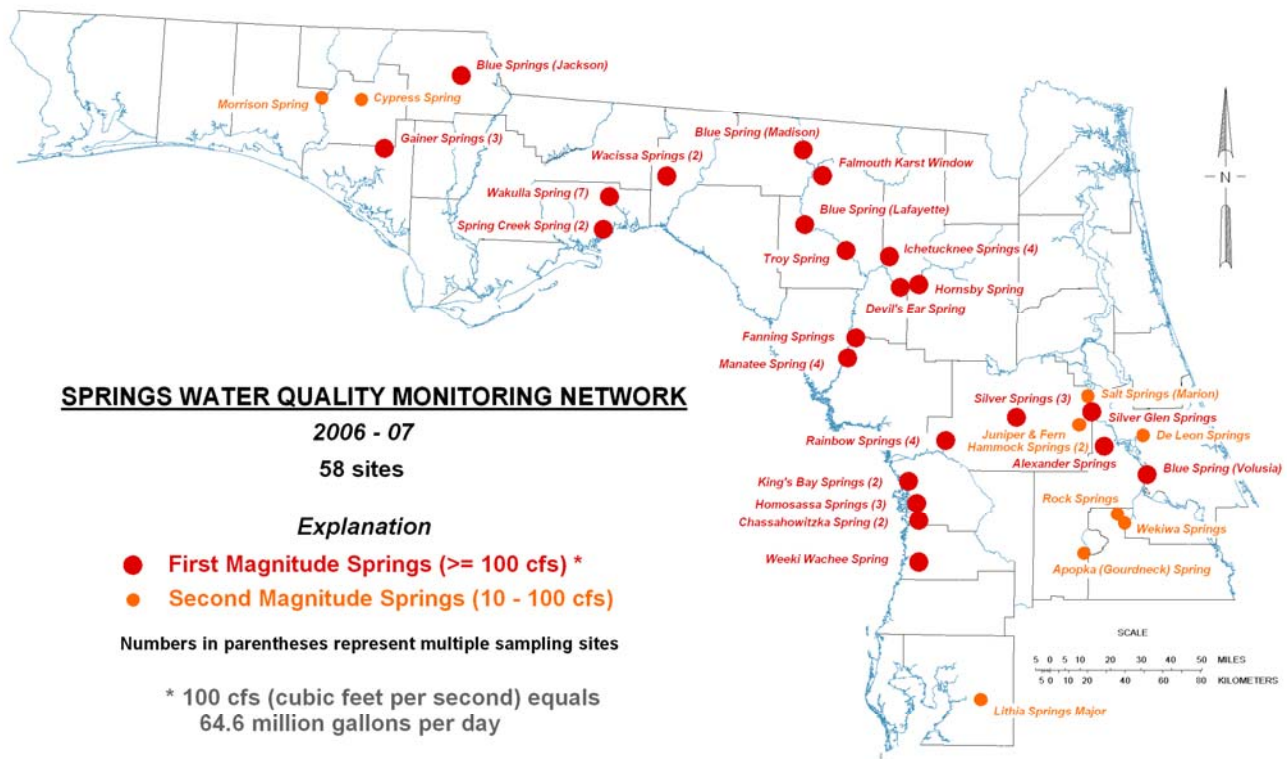 Blue Springs (Jackson)
Morrison Spring
Cypress Spring
Gainer Springs (3)
Wacissa Springs (2)
Blue Spring (Madison)
Falmouth Karst Window
Wakulla Spring (7)
Spring Creek Spring (2)
Blue Spring (Lafayette)
Troy Spring
Ichetucknee Springs (4)
Hornsby Spring
Devil's Ear Spring
Fanning Springs
Manatee Spring (4)
N
SPRINGS WATER QUALITY MONITORING NETWORK
2006 - 07
58 sites
Explanation
First Magnitude Springs (>= 100 cfs) *
Second Magnitude Springs (10 - 100 cfs)
Numbers in parentheses represent multiple sampling sites
* 100 cfs (cubic feet per second) equals
64.6 million gallons per day
Silver Springs (3)
Salt Springs (Marion)
Silver Glen Springs
Rainbow Springs (4)
Juniper & Fern
Hammock Springs (2)
De Leon Springs
Alexander Springs
Blue Spring (Volusia)
King's Bay Springs (2)
Homosassa Springs (3)
Chassahowitzka Spring (2)
Rock Springs
Wekiwa Springs
Weeki Wachee Spring
Apopka (Gourdneck) Spring
Lithia Springs Major
SCALE
5 0 5 10 20 30 40 50 MILES
5 0 10 20 40 60 80 KILOMETERS